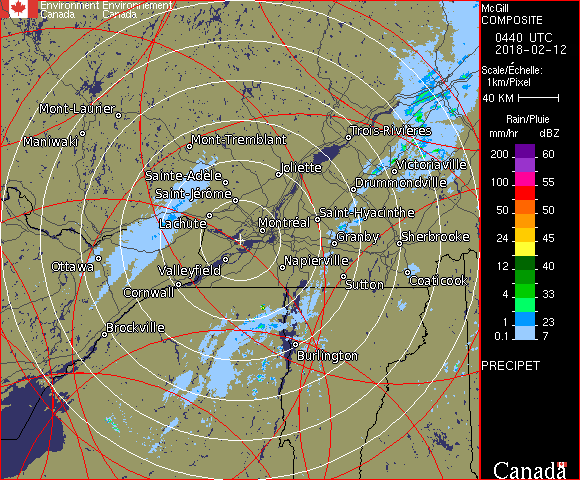 Environment Environnement
Canada Canada
McGill
COMPOSITE
0440 UTC
2018-02-12
Scale/Échelle:
1km/Pixel
40 KM
Rain/Pluie
mm/hr dBZ
200 60
150 57
100 55
50 50
24 45
12 40
4 33
1 23
0.1 7
PRECIPET
Canada
Mont-Laurier
Maniwaki
Mont-Tremblant
Trois-Rivières
Sainte-Adèle
Joliette
Victoriaville
Saint-Jérôme
Drummondville
Lachute
Montréal
Saint-Hyacinthe
Granby
Sherbrooke
Ottawa
Valleyfield
Napierville
Cornwall
Sutton
Coaticook
Brockville
Burlington